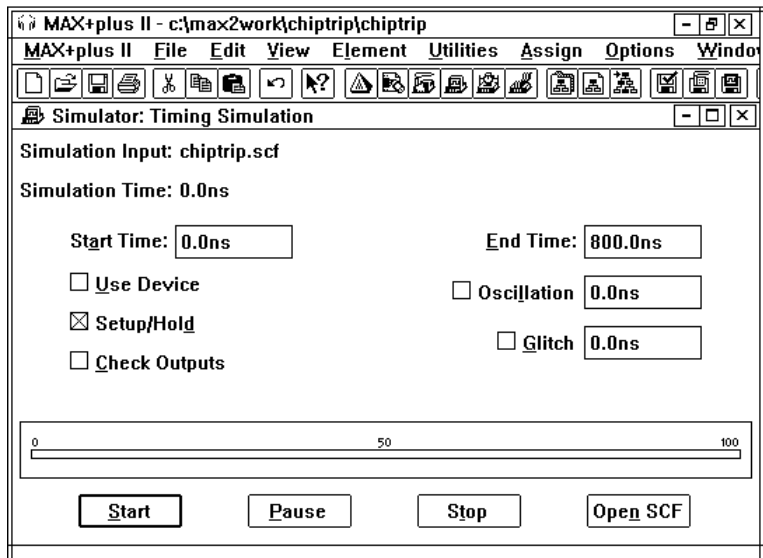 MAX+plus II - c:\max2work\chiptrip\chiptrip
MAX+plus II File Edit View Element Utilities Assign Options
Simulator: Timing Simulation
Simulation Input: chiptrip.scf
Simulation Time: 0.0ns
Start Time: 0.0ns End Time: 800.0ns
Use Device Oscillation 0.0ns
Setup/Hold
Check Outputs Glitch 0.0ns
0 50 100
Start Pause Stop Open SCF